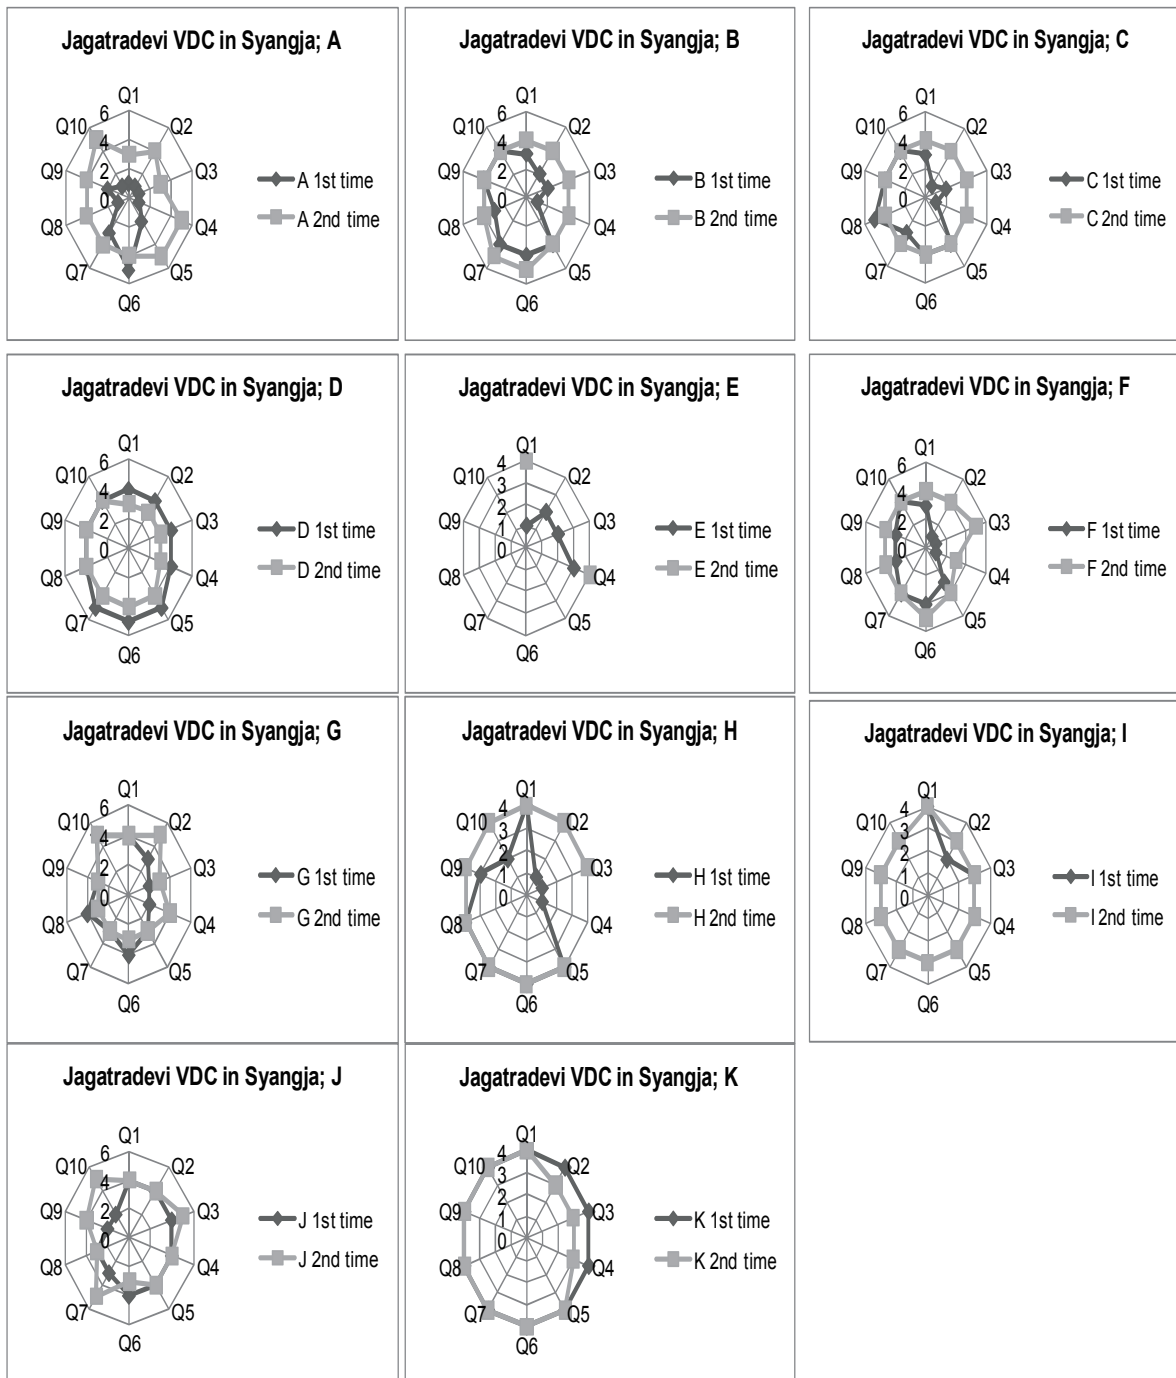 Jagatradevi VDC in Syangja; A
Q1
Q2
Q3
Q4
Q5
Q6
Q7
Q8
Q9
Q10
6
4
2
0
A 1st time
A 2nd time
Jagatradevi VDC in Syangja; B
Q1
Q2
Q3
Q4
Q5
Q6
Q7
Q8
Q9
Q10
6
4
2
0
B 1st time
B 2nd time
Jagatradevi VDC in Syangja; C
Q1
Q2
Q3
Q4
Q5
Q6
Q7
Q8
Q9
Q10
6
4
2
0
C 1st time
C 2nd time
Jagatradevi VDC in Syangja; D
Q1
Q2
Q3
Q4
Q5
Q6
Q7
Q8
Q9
Q10
6
4
2
0
D 1st time
D 2nd time
Jagatradevi VDC in Syangja; E
Q1
Q2
Q3
Q4
Q5
Q6
Q7
Q8
Q9
Q10
4
3
2
1
0
E 1st time
E 2nd time
Jagatradevi VDC in Syangja; F
Q1
Q2
Q3
Q4
Q5
Q6
Q7
Q8
Q9
Q10
6
4
2
0
F 1st time
F 2nd time
Jagatradevi VDC in Syangja; G
Q1
Q2
Q3
Q4
Q5
Q6
Q7
Q8
Q9
Q10
6
4
2
0
G 1st time
G 2nd time
Jagatradevi VDC in Syangja; H
Q1
Q2
Q3
Q4
Q5
Q6
Q7
Q8
Q9
Q10
4
3
2
1
0
H 1st time
H 2nd time
Jagatradevi VDC in Syangja; I
Q1
Q2
Q3
Q4
Q5
Q6
Q7
Q8
Q9
Q10
4
3
2
1
0
I 1st time
I 2nd time
Jagatradevi VDC in Syangja; J
Q1
Q2
Q3
Q4
Q5
Q6
Q7
Q8
Q9
Q10
6
4
2
0
J 1st time
J 2nd time
Jagatradevi VDC in Syangja; K
Q1
Q2
Q3
Q4
Q5
Q6
Q7
Q8
Q9
Q10
4
3
2
1
0
K 1st time
K 2nd time